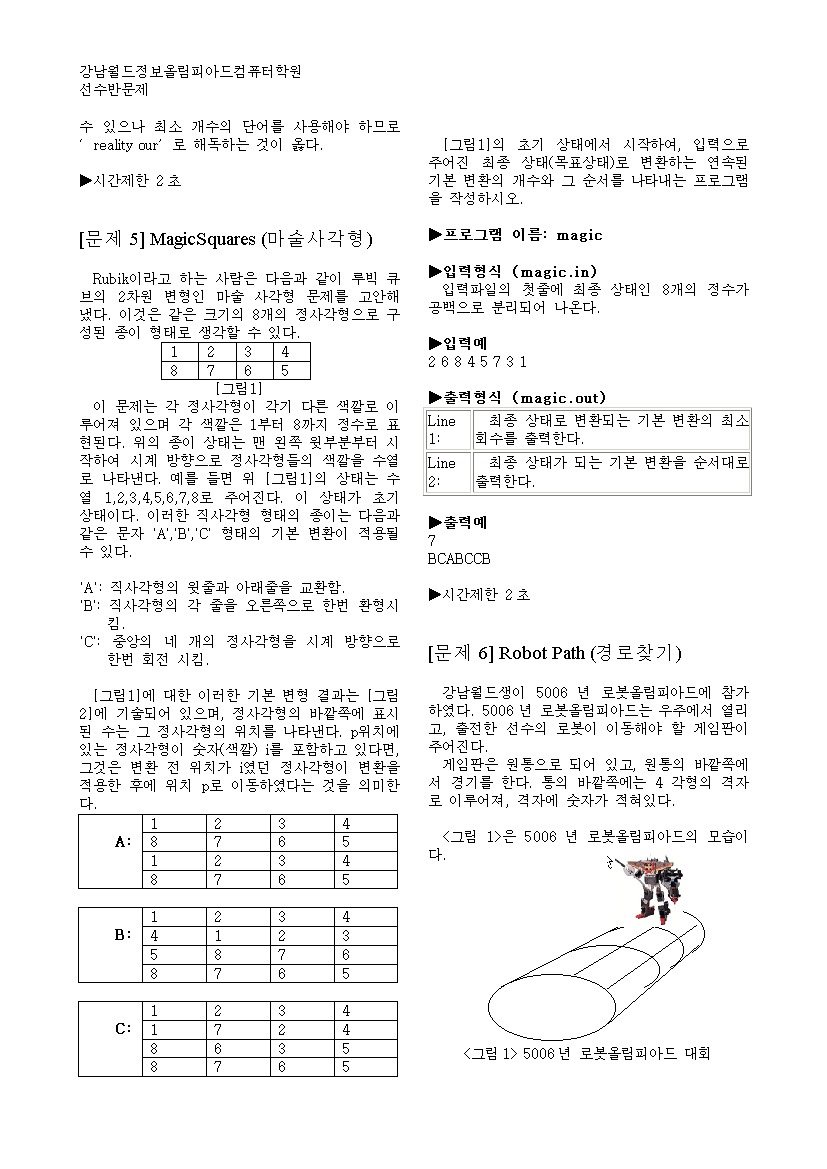 강남월드정보올림피아드컴퓨터학원
선수반문제
수 있으나 최소 개수의 단어를 사용해야 하므로
‘ reality our’ 로 해독하는 것이 옳다.
▶시간제한 2 초
[문제 5] MagicSquares (마술사각형)
Rubik이라고 하는 사람은 다음과 같이 루빅 큐
브의 2차원 변형인 마술 사각형 문제를 고안해
냈다. 이것은 같은 크기의 8개의 정사각형으로 구
성된 종이 형태로 생각할 수 있다.
1 2 3 4
8 7 6 5
[그림1]
이 문제는 각 정사각형이 각기 다른 색깔로 이
루어져 있으며 각 색깔은 1부터 8까지 정수로 표
현된다. 위의 종이 상태는 맨 왼쪽 윗부분부터 시
작하여 시계 방향으로 정사각형들의 색깔을 수열
로 나타낸다. 예를 들면 위 [그림1]의 상태는 수
열 1,2,3,4,5,6,7,8로 주어진다. 이 상태가 초기
상태이다. 이러한 직사각형 형태의 종이는 다음과
같은 문자 'A','B','C' 형태의 기본 변환이 적용될
수 있다.
'A': 직사각형의 윗줄과 아래줄을 교환함.
'B': 직사각형의 각 줄을 오른쪽으로 한번 환형시
킴.
'C': 중앙의 네 개의 정사각형을 시계 방향으로
한번 회전 시킴.
[그림1]에 대한 이러한 기본 변형 결과는 [그림
2]에 기술되어 있으며, 정사각형의 바깥쪽에 표시
된 수는 그 정사각형의 위치를 나타낸다. p위치에
있는 정사각형이 숫자(색깔) i를 포함하고 있다면,
그것은 변환 전 위치가 i였던 정사각형이 변환을
적용한 후에 위치 p로 이동하였다는 것을 의미한
다.
A:
1 2 3 4
8 7 6 5
1 2 3 4
8 7 6 5
B:
1 2 3 4
4 1 2 3
5 8 7 6
8 7 6 5
C:
1 2 3 4
1 7 2 4
8 6 3 5
8 7 6 5
[그림1]의 초기 상태에서 시작하여, 입력으로
주어진 최종 상태(목표상태)로 변환하는 연속된
기본 변환의 개수와 그 순서를 나타내는 프로그램
을 작성하시오.
▶프로그램 이름: magic
▶입력형식 (magic.in)
입력파일의 첫줄에 최종 상태인 8개의 정수가
공백으로 분리되어 나온다.
▶입력예
2 6 8 4 5 7 3 1
▶출력형식 (magic.out)
Line 최종 상태로 변환되는 기본 변환의 최소
1: 회수를 출력한다.
Line 최종 상태가 되는 기본 변환을 순서대로
2: 출력한다.
▶출력예
7
BCABCCB
▶시간제한 2 초
[문제 6] Robot Path (경로찾기)
강남월드생이 5006 년 로봇올림피아드에 참가
하였다. 5006 년 로봇올림피아드는 우주에서 열리
고, 출전한 선수의 로봇이 이동해야 할 게임판이
주어진다.
게임판은 원통으로 되어 있고, 원통의 바깥쪽에
서 경기를 한다. 통의 바깥쪽에는 4 각형의 격자
로 이루어져, 격자에 숫자가 적혀있다.
<그림 1>은 5006 년 로봇올림피아드의 모습이
다.
<그림 1> 5006 년 로봇올림피아드 대회